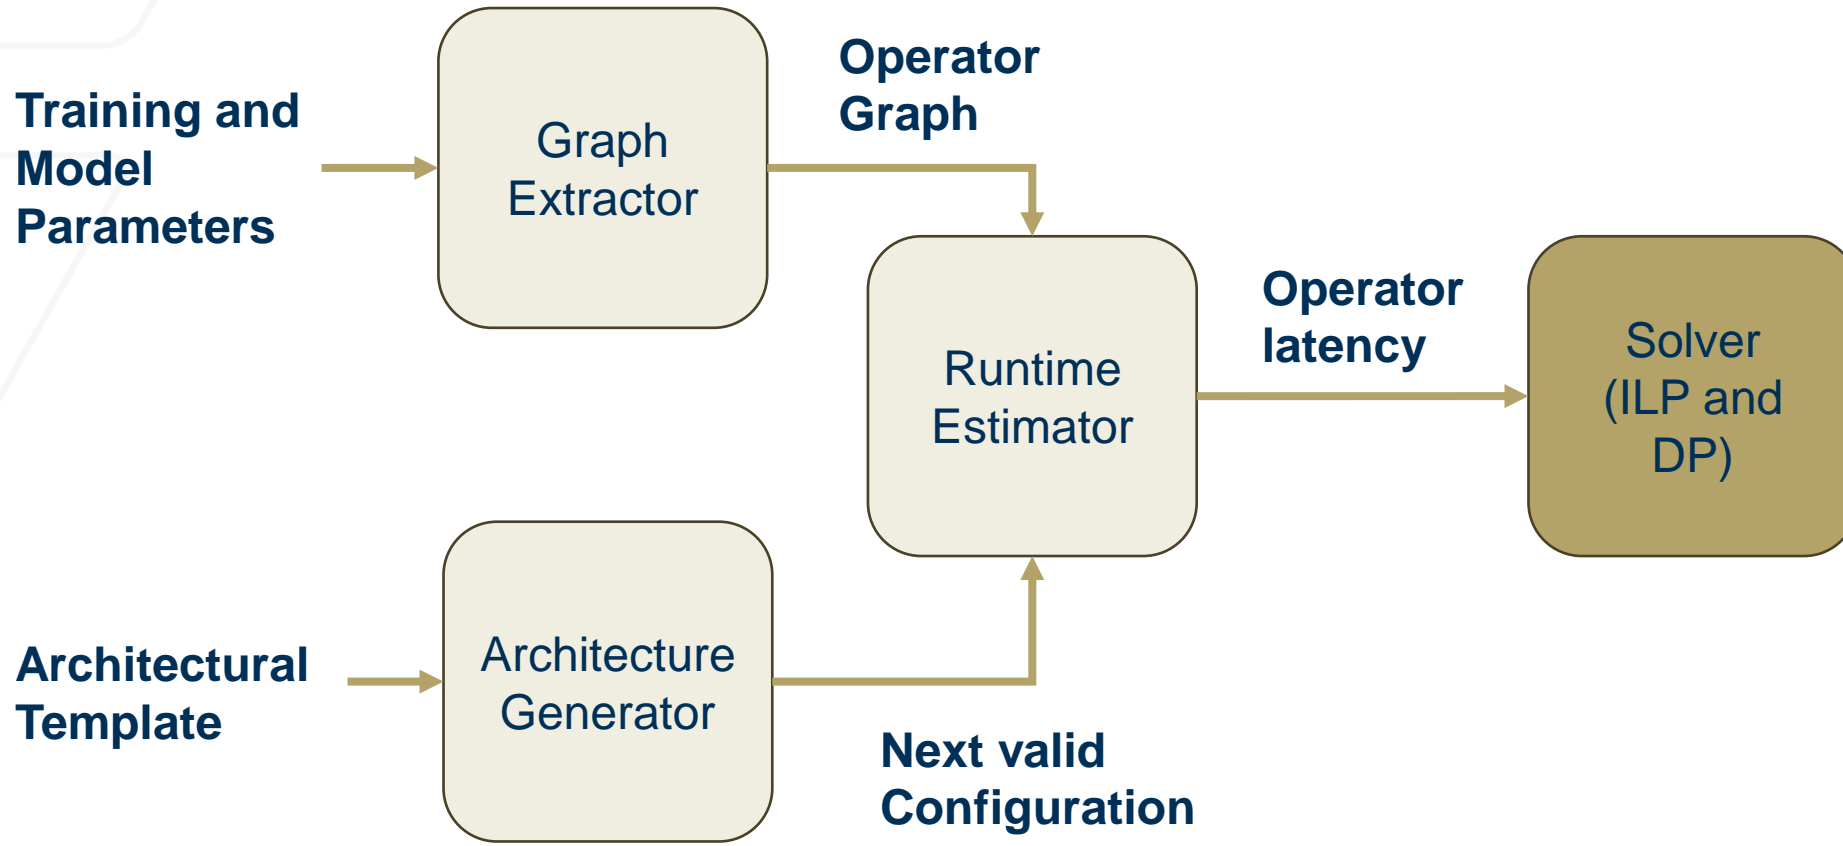 Training and
Model
Parameters
Graph
Extractor
Operator
Graph
Runtime
Estimator
Operator
latency
Solver
(ILP and
DP)
Architectural
Template
Architecture
Generator
Next valid
Configuration